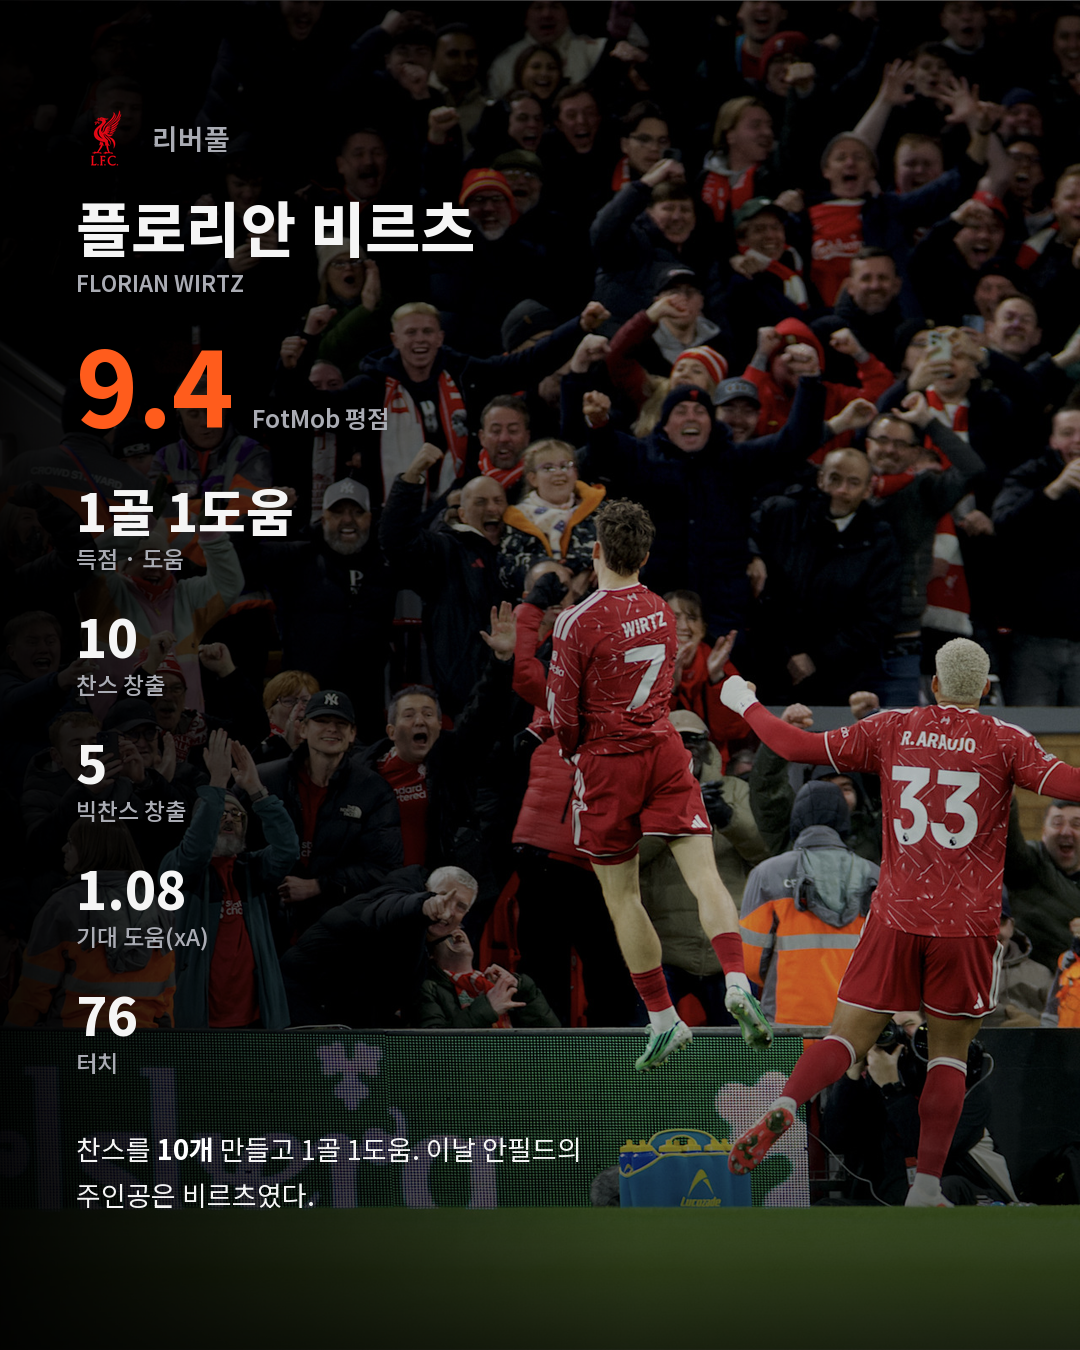 L.F.C.
리버풀
플로리안 비르츠
FLORIAN WIRTZ
9.4 FotMob 평점
1골 1도움
득점 · 도움
10
찬스 창출
5
빅찬스 창출
1.08
기대 도움(xA)
76
터치
찬스를 10개 만들고 1골 1도움. 이날 안필드의
주인공은 비르츠였다.
WIRTZ
7
R.ARAUJO
33
Carlsberg
CROWD STEWARD
Lucozade